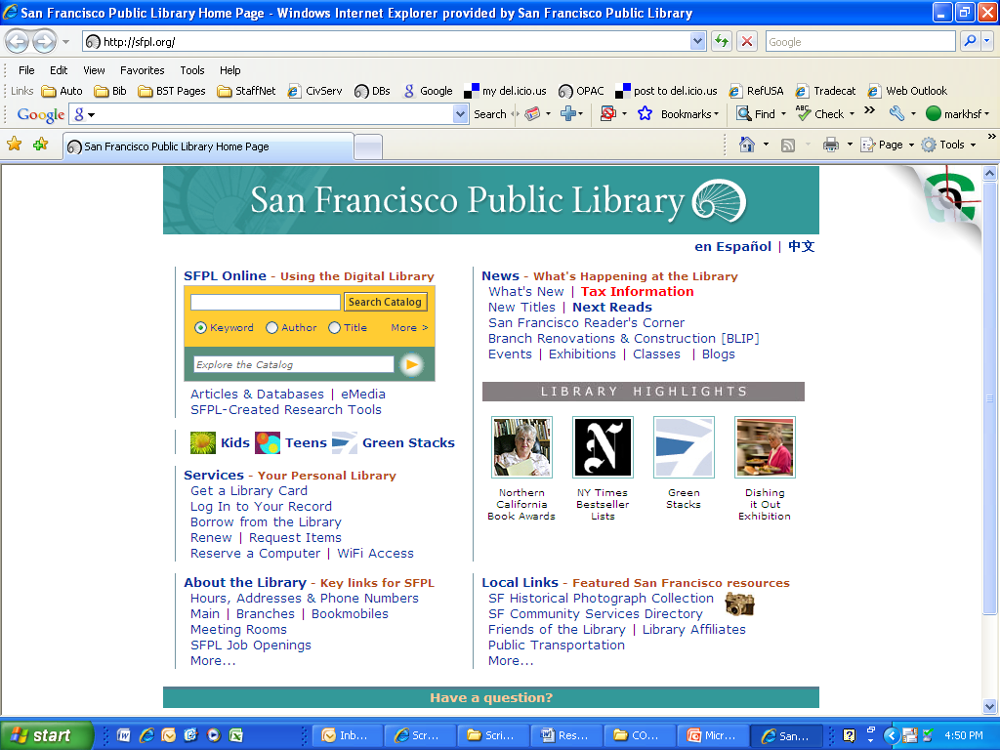 San Francisco Public Library Home Page - Windows Internet Explorer provided by San Francisco Public Library
http://sfpl.org/
Google
File Edit View Favorites Tools Help
Links Auto Bib BST Pages StaffNet CivServ DBs Google my del.icio.us OPAC post to del.icio.us RefUSA Tradecat Web Outlook
Google Search Bookmarks Find ABC Check markhsf
San Francisco Public Library Home Page Page Tools
San Francisco Public Library
en Español | 中文
SFPL Online - Using the Digital Library
Search Catalog
Keyword Author Title More >
Explore the Catalog
Articles & Databases | eMedia
SFPL-Created Research Tools
Kids Teens Green Stacks
Services - Your Personal Library
Get a Library Card
Log In to Your Record
Borrow from the Library
Renew | Request Items
Reserve a Computer | WiFi Access
About the Library - Key links for SFPL
Hours, Addresses & Phone Numbers
Main | Branches | Bookmobiles
Meeting Rooms
SFPL Job Openings
More...
News - What's Happening at the Library
What's New | Tax Information
New Titles | Next Reads
San Francisco Reader's Corner
Branch Renovations & Construction [BLIP]
Events | Exhibitions | Classes | Blogs
LIBRARY HIGHLIGHTS
Northern
California
Book Awards
NY Times
Bestseller
Lists
Green
Stacks
Dishing
it Out
Exhibition
Local Links - Featured San Francisco resources
SF Historical Photograph Collection
SF Community Services Directory
Friends of the Library | Library Affiliates
Public Transportation
More...
Have a question?
start Inb... Scr... Scri... Res... CO... Micr... San... 4:50 PM